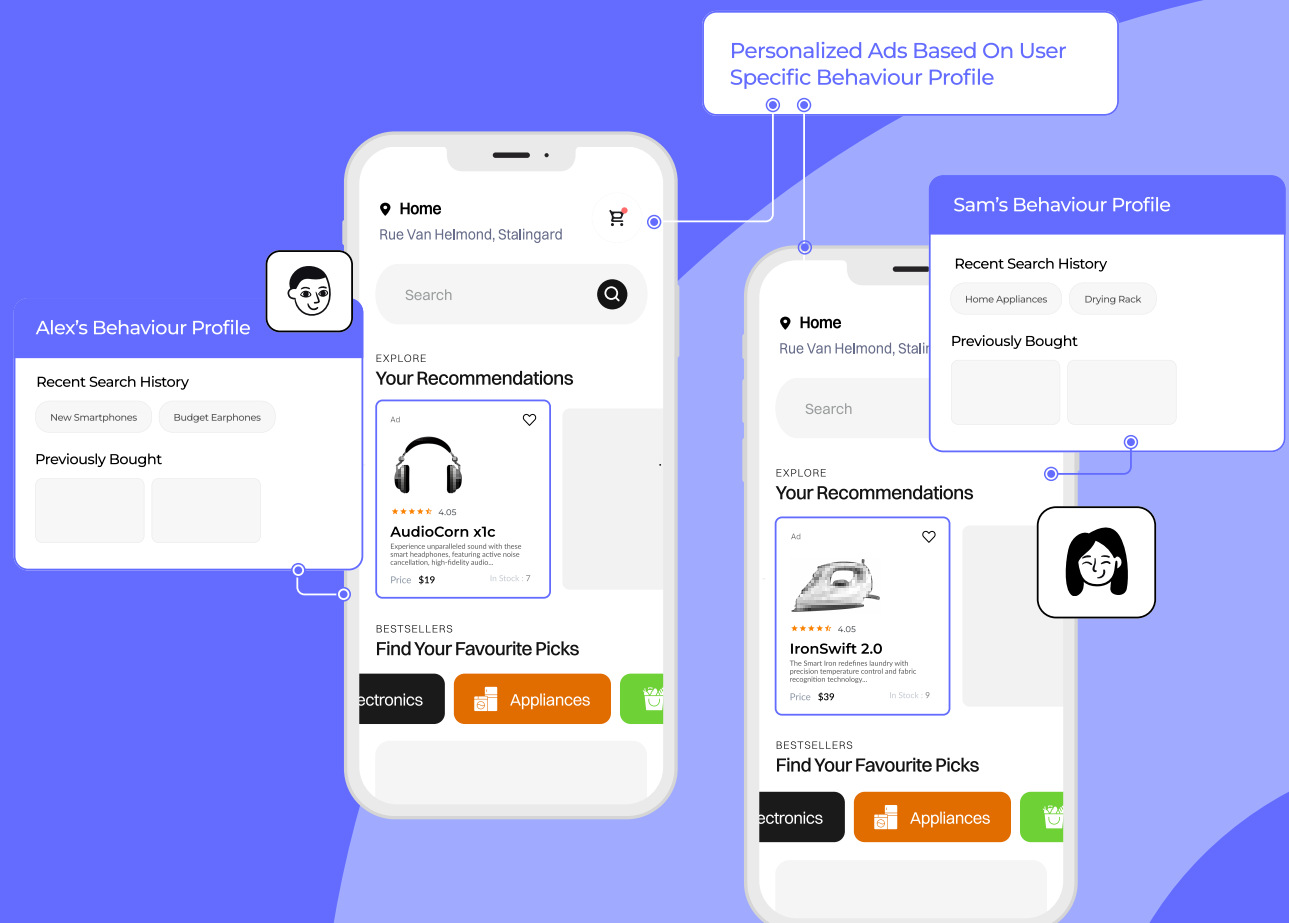 Personalized Ads Based On User
Specific Behaviour Profile
Alex's Behaviour Profile
Recent Search History
New Smartphones
Budget Earphones
Previously Bought
Home
Rue Van Helmond, Stalingard
Search
EXPLORE
Your Recommendations
Ad
4.05
AudioCorn x1c
Experience unparalleled sound with these
smart headphones, featuring active noise
cancellation, high-fidelity audio...
Price $19
In Stock : 7
BESTSELLERS
Find Your Favourite Picks
ectronics
Appliances
Sam's Behaviour Profile
Recent Search History
Home Appliances
Drying Rack
Previously Bought
Home
Rue Van Helmond, Stalin
Search
EXPLORE
Your Recommendations
Ad
4.05
IronSwift 2.0
The Smart Iron redefines laundry with
precision temperature control and fabric
recognition technology...
Price $39
In Stock : 9
BESTSELLERS
Find Your Favourite Picks
ectronics
Appliances